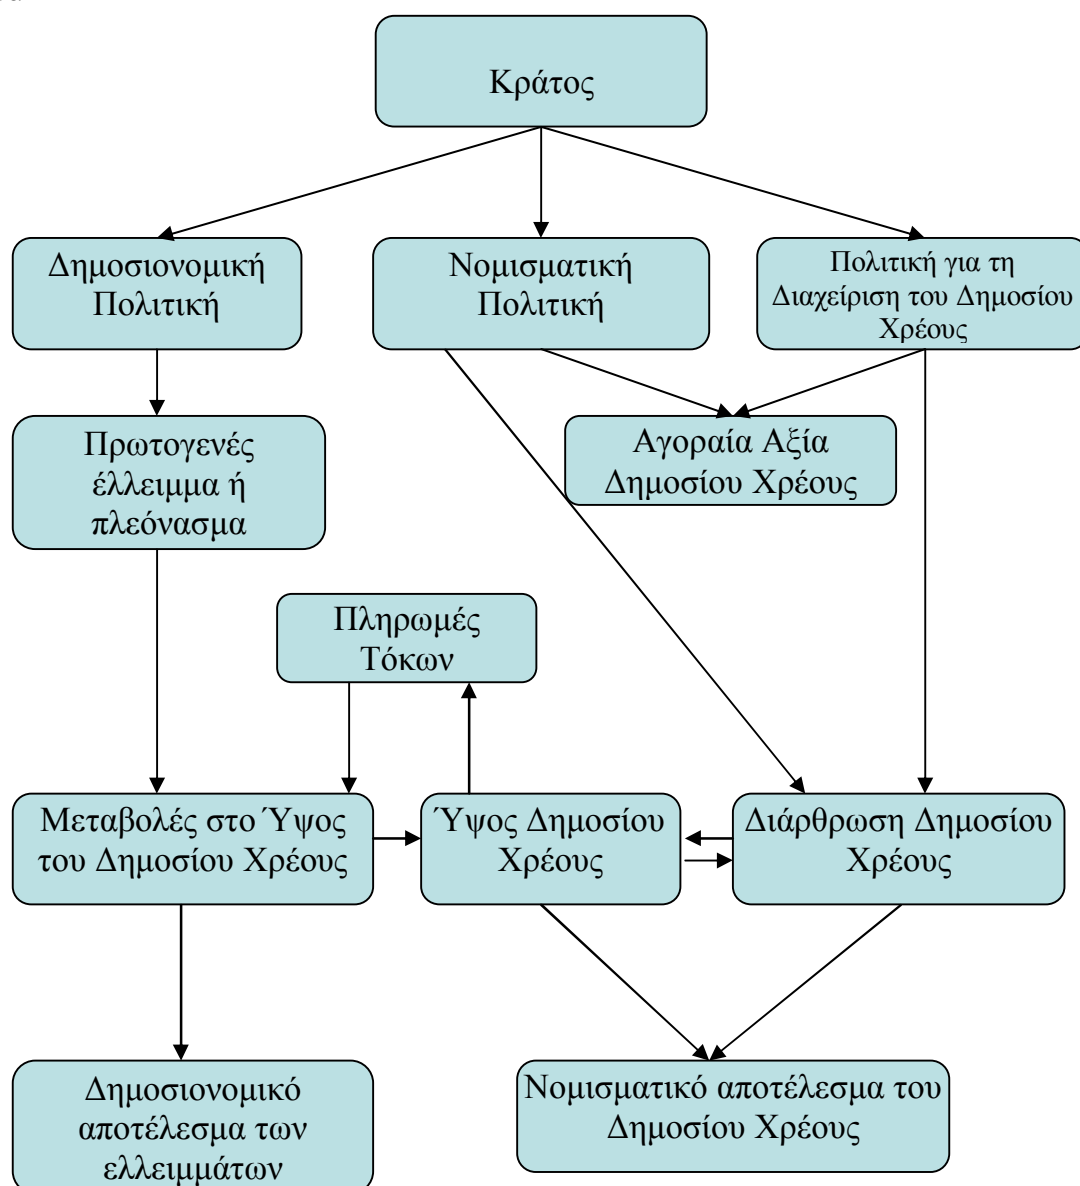 Κράτος
Δημοσιονομική
Πολιτική
Νομισματική
Πολιτική
Πολιτική για τη
Διαχείριση του Δημοσίου
Χρέους
Πρωτογενές
έλλειμμα ή
πλεόνασμα
Αγοραία Αξία
Δημοσίου Χρέους
Πληρωμές
Τόκων
Μεταβολές στο Ύψος
του Δημοσίου Χρέους
Ύψος Δημοσίου
Χρέους
Διάρθρωση Δημοσίου
Χρέους
Δημοσιονομικό
αποτέλεσμα των
ελλειμμάτων
Νομισματικό αποτέλεσμα του
Δημοσίου Χρέους